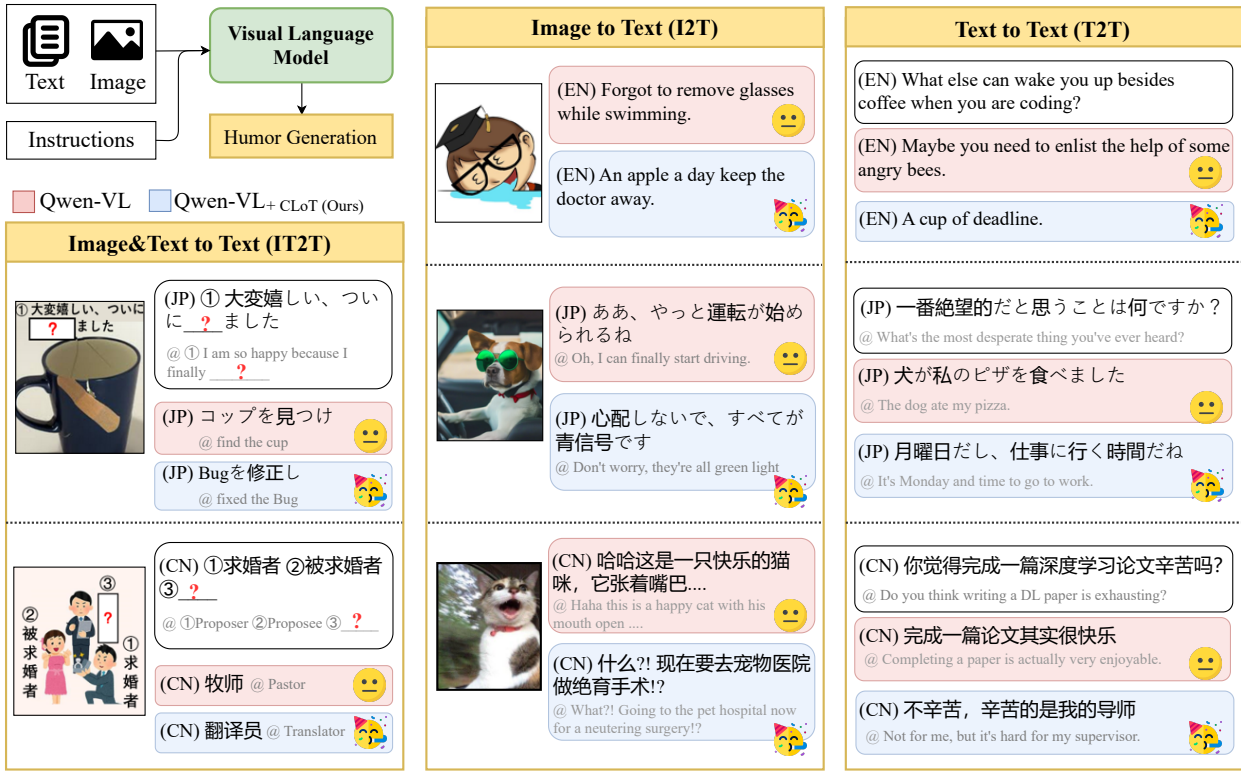 Text
Image
Instructions
Visual Language
Model
Humor Generation
Qwen-VL
Qwen-VL+ CLoT (Ours)
Image&Text to Text (IT2T)
① 大変嬉しい、ついに
?
ました
(JP) ① 大変嬉しい、つい
に__?__ました
@ ① I am so happy because I
finally ____?____
(JP) コップを見つけ
@ find the cup
(JP) Bugを修正し
@ fixed the Bug
③
?
②被求婚者
①求婚者
(CN) ①求婚者 ②被求婚者
③__?__
@ ①Proposer ②Proposee ③__?__
(CN) 牧师 @ Pastor
(CN) 翻译员 @ Translator
Image to Text (I2T)
(EN) Forgot to remove glasses
while swimming.
(EN) An apple a day keep the
doctor away.
(JP) ああ、やっと運転が始め
られるね
@ Oh, I can finally start driving.
(JP) 心配しないで、すべてが
青信号です
@ Don't worry, they're all green light
(CN) 哈哈这是一只快乐的猫
咪，它张着嘴巴....
@ Haha this is a happy cat with his
mouth open ....
(CN) 什么?! 现在要去宠物医院
做绝育手术!?
@ What?! Going to the pet hospital now
for a neutering surgery!?
Text to Text (T2T)
(EN) What else can wake you up besides
coffee when you are coding?
(EN) Maybe you need to enlist the help of some
angry bees.
(EN) A cup of deadline.
(JP) 一番絶望的だと思うことは何ですか？
@ What's the most desperate thing you've ever heard?
(JP) 犬が私のピザを食べました
@ The dog ate my pizza.
(JP) 月曜日だし、仕事に行く時間だね
@ It's Monday and time to go to work.
(CN) 你觉得完成一篇深度学习论文辛苦吗?
@ Do you think writing a DL paper is exhausting?
(CN) 完成一篇论文其实很快乐
@ Completing a paper is actually very enjoyable.
(CN) 不辛苦，辛苦的是我的导师
@ Not for me, but it's hard for my supervisor.